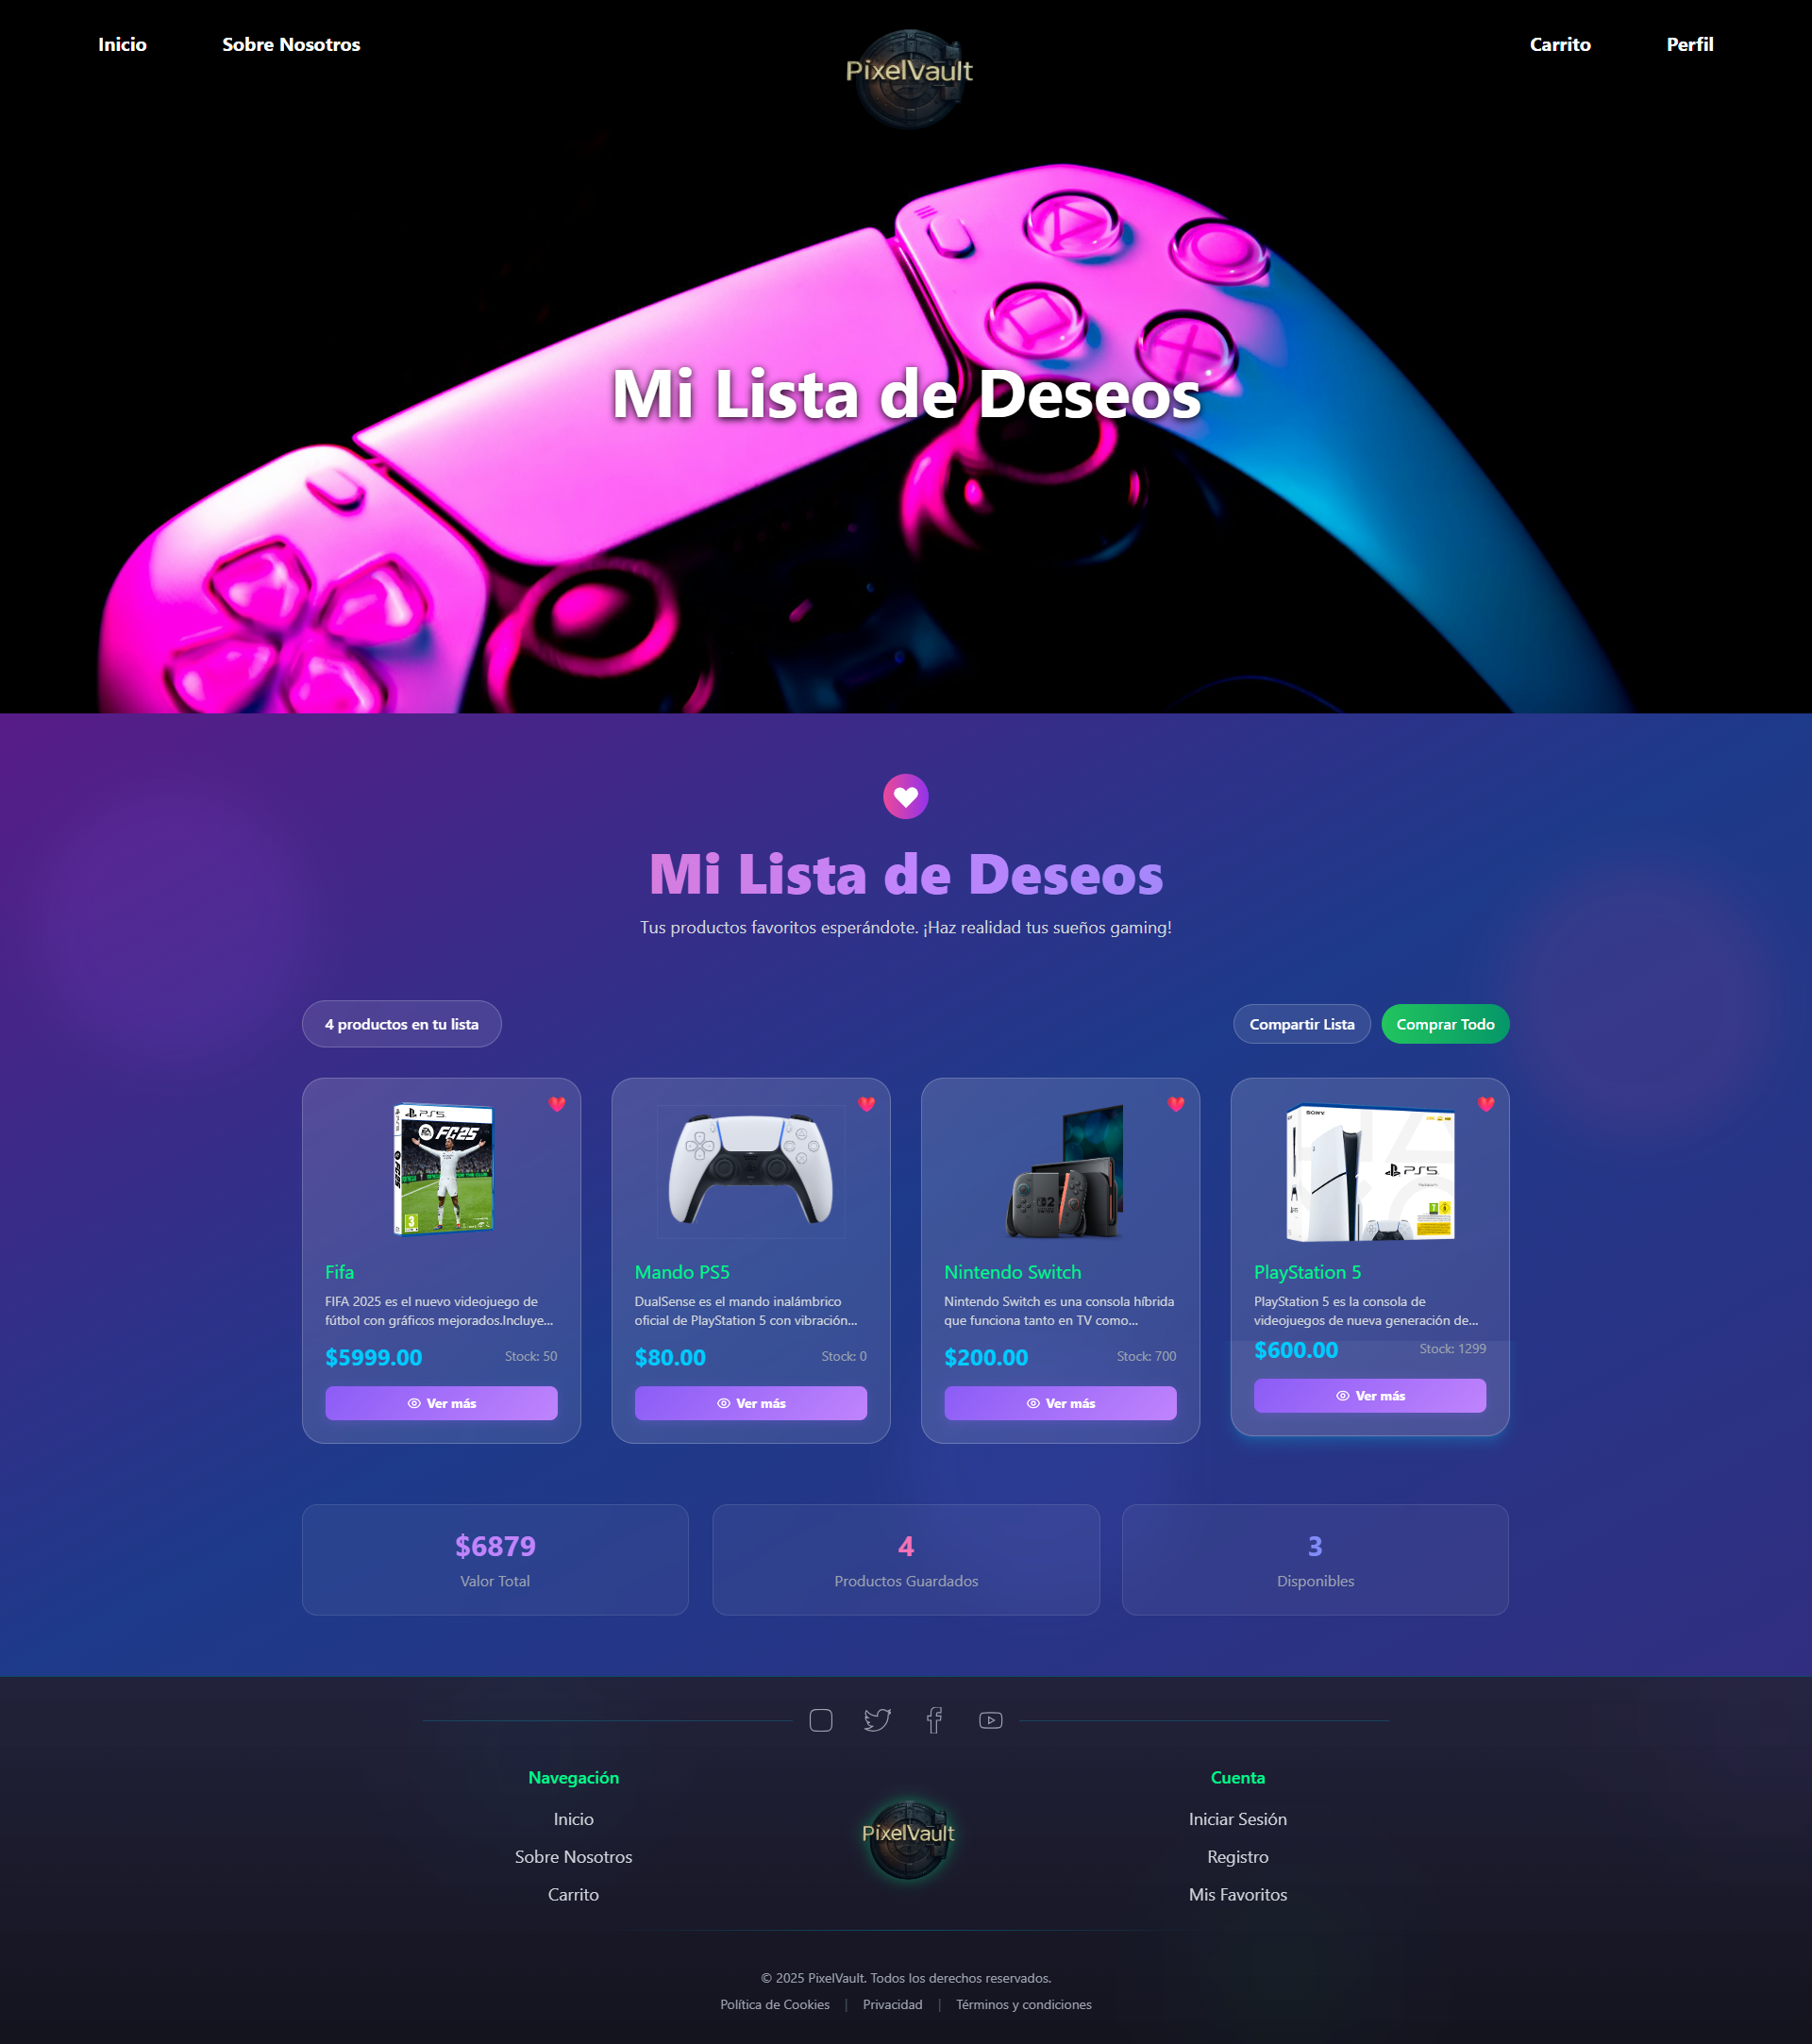 Inicio
Sobre Nosotros
PixelVault
Carrito
Perfil
Mi Lista de Deseos
Mi Lista de Deseos
Tus productos favoritos esperándote. ¡Haz realidad tus sueños gaming!
4 productos en tu lista
Compartir Lista
Comprar Todo
PS5
FC25
3
NS2
SONY
PS5
Fifa
FIFA 2025 es el nuevo videojuego de
fútbol con gráficos mejorados.Incluye...
$5999.00
Stock: 50
Ver más
Mando PS5
DualSense es el mando inalámbrico
oficial de PlayStation 5 con vibración...
$80.00
Stock: 0
Ver más
Nintendo Switch
Nintendo Switch es una consola híbrida
que funciona tanto en TV como...
$200.00
Stock: 700
Ver más
PlayStation 5
PlayStation 5 es la consola de
videojuegos de nueva generación de...
$600.00
Stock: 1299
Ver más
$6879
Valor Total
4
Productos Guardados
3
Disponibles
Navegación
Inicio
Sobre Nosotros
Carrito
PixelVault
Cuenta
Iniciar Sesión
Registro
Mis Favoritos
© 2025 PixelVault. Todos los derechos reservados.
Política de Cookies | Privacidad | Términos y condiciones